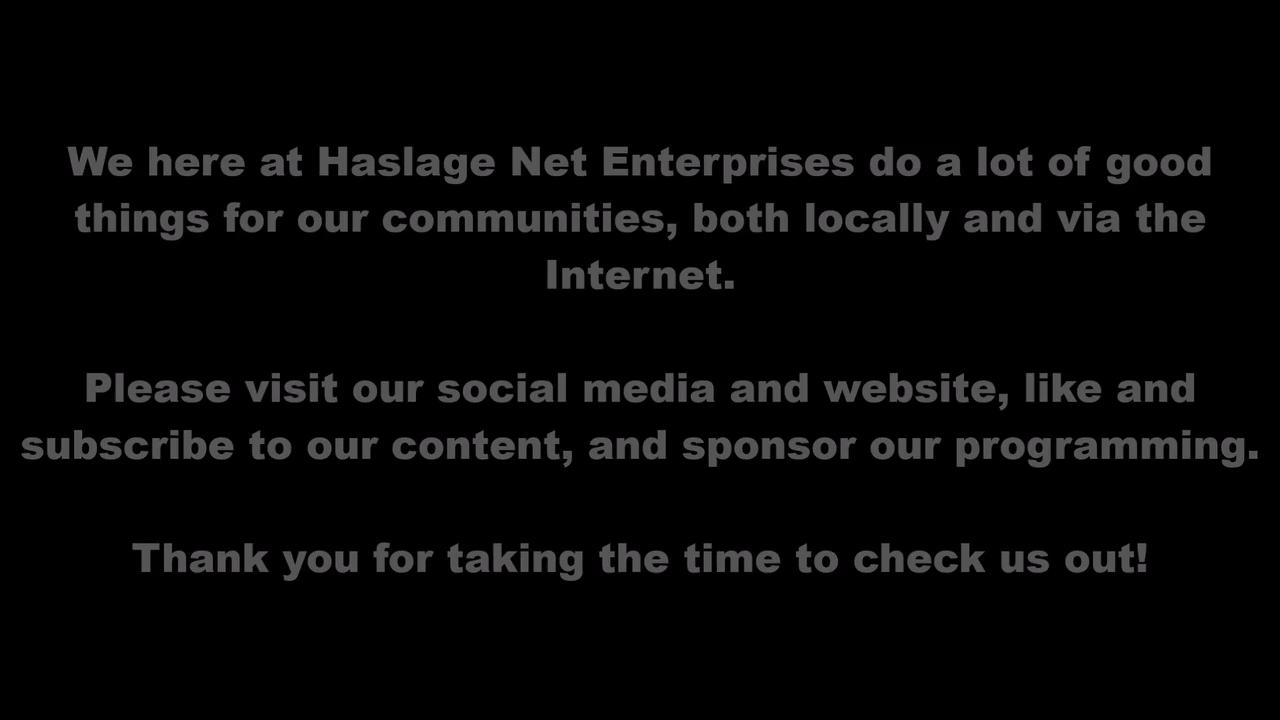 We here at Haslage Net Enterprises do a lot of good
things for our communities, both locally and via the
Internet.
Please visit our social media and website, like and
subscribe to our content, and sponsor our programming.
Thank you for taking the time to check us out!